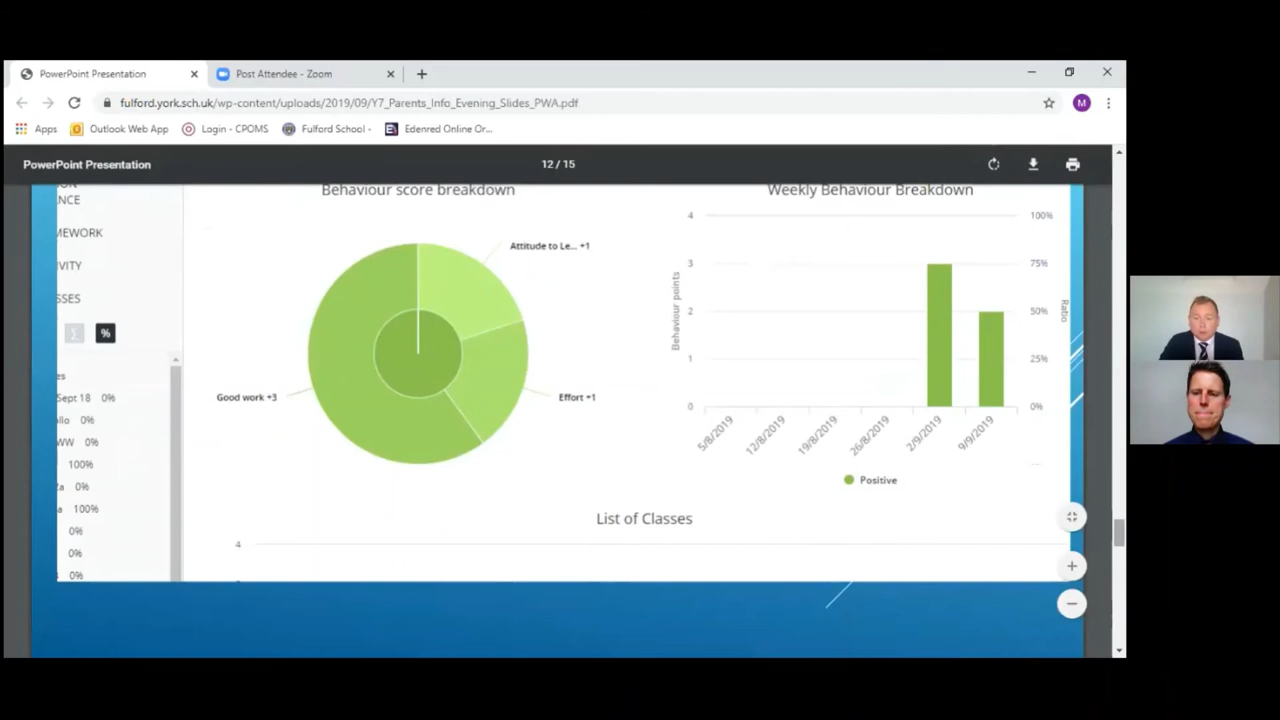 PowerPoint Presentation
Post Attendee - Zoom
fulford.york.sch.uk/wp-content/uploads/2019/09/Y7_Parents_Info_Evening_Slides_PWA.pdf
M
Apps
Outlook Web App
Login - CPOMS
Fulford School -
Edenred Online Or...
PowerPoint Presentation
12 / 15
NCE
EMEWORK
IVITY
SSES
∑
%
es
Sept 18 0%
ollo 0%
WW 0%
100%
0%
a 100%
0%
0%
0%
Behaviour score breakdown
Attitude to Le... +1
Good work +3
Effort +1
Weekly Behaviour Breakdown
4
100%
3
75%
2
50%
1
25%
0
0%
Behaviour points
Ratio
5/8/2019
12/8/2019
19/8/2019
26/8/2019
2/9/2019
9/9/2019
Positive
List of Classes
4